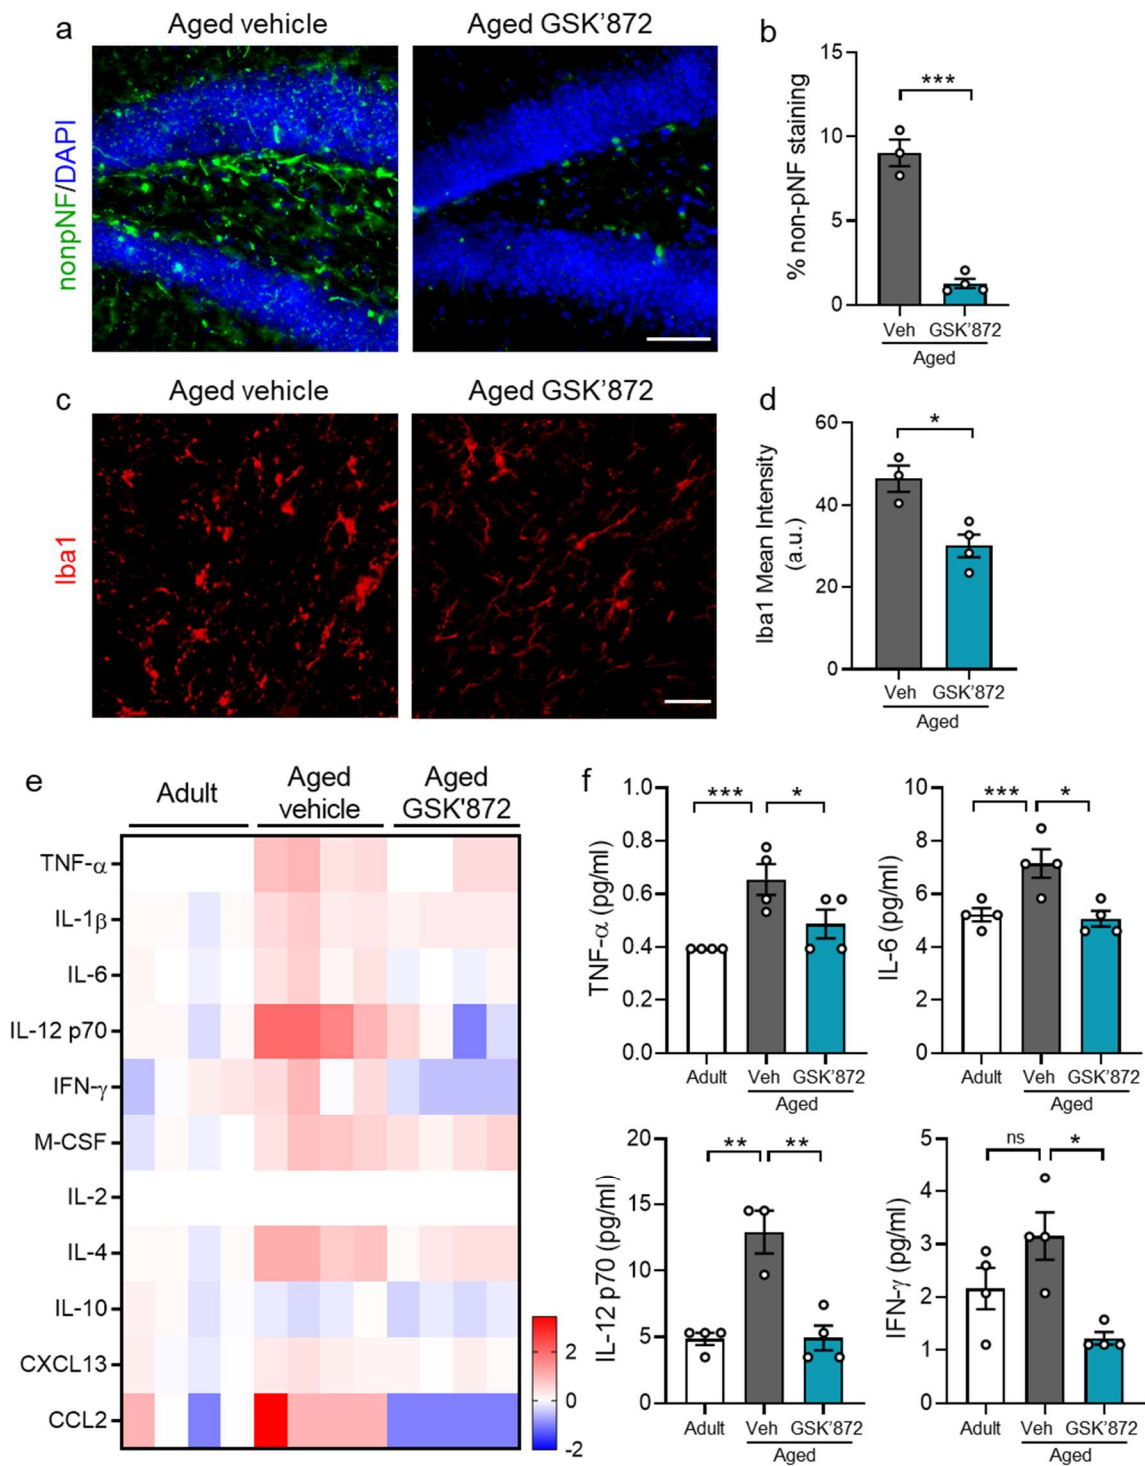 a
Aged vehicle
Aged GSK'872
nonpNF/DAPI
b
% non-pNF staining
15
10
5
0
***
Veh
GSK'872
Aged
c
Aged vehicle
Aged GSK'872
Iba1
d
Iba1 Mean Intensity
(a.u.)
60
40
20
0
*
Veh
GSK'872
Aged
e
Adult
Aged
vehicle
Aged
GSK'872
TNF-α
IL-1β
IL-6
IL-12 p70
IFN-γ
M-CSF
IL-2
IL-4
IL-10
CXCL13
CCL2
2
0
-2
f
TNF-α (pg/ml)
1.0
0.8
0.6
0.4
0.2
0.0
***
*
Adult
Veh
GSK'872
Aged
IL-6 (pg/ml)
10
8
6
4
2
0
***
*
Adult
Veh
GSK'872
Aged
IL-12 p70 (pg/ml)
20
15
10
5
0
**
**
Adult
Veh
GSK'872
Aged
IFN-γ (pg/ml)
5
4
3
2
1
0
ns
*
Adult
Veh
GSK'872
Aged